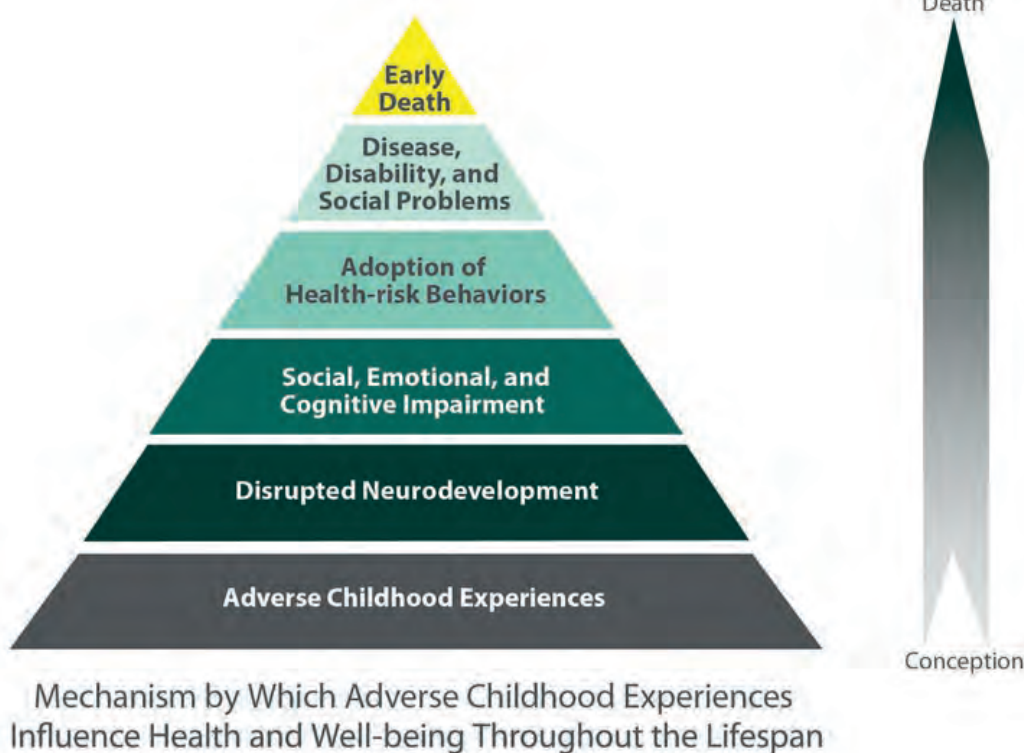 Death
Early
Death
Disease,
Disability, and
Social Problems
Adoption of
Health-risk Behaviors
Social, Emotional, and
Cognitive Impairment
Disrupted Neurodevelopment
Adverse Childhood Experiences
Conception
Mechanism by Which Adverse Childhood Experiences
Influence Health and Well-being Throughout the Lifespan